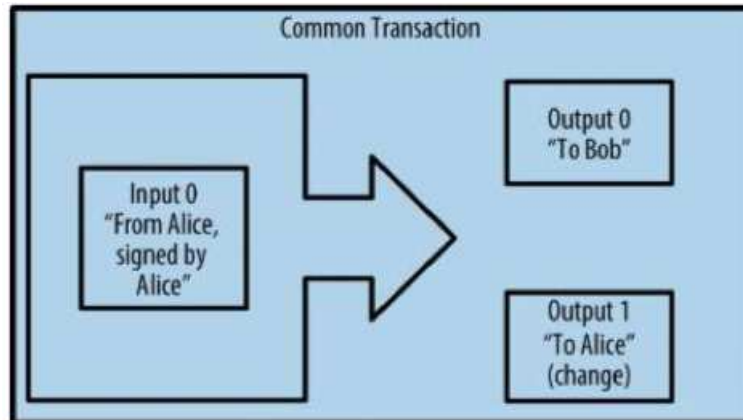 Common Transaction
Input 0
“From Alice,
signed by
Alice”
Output 0
“To Bob”
Output 1
“To Alice”
(change)